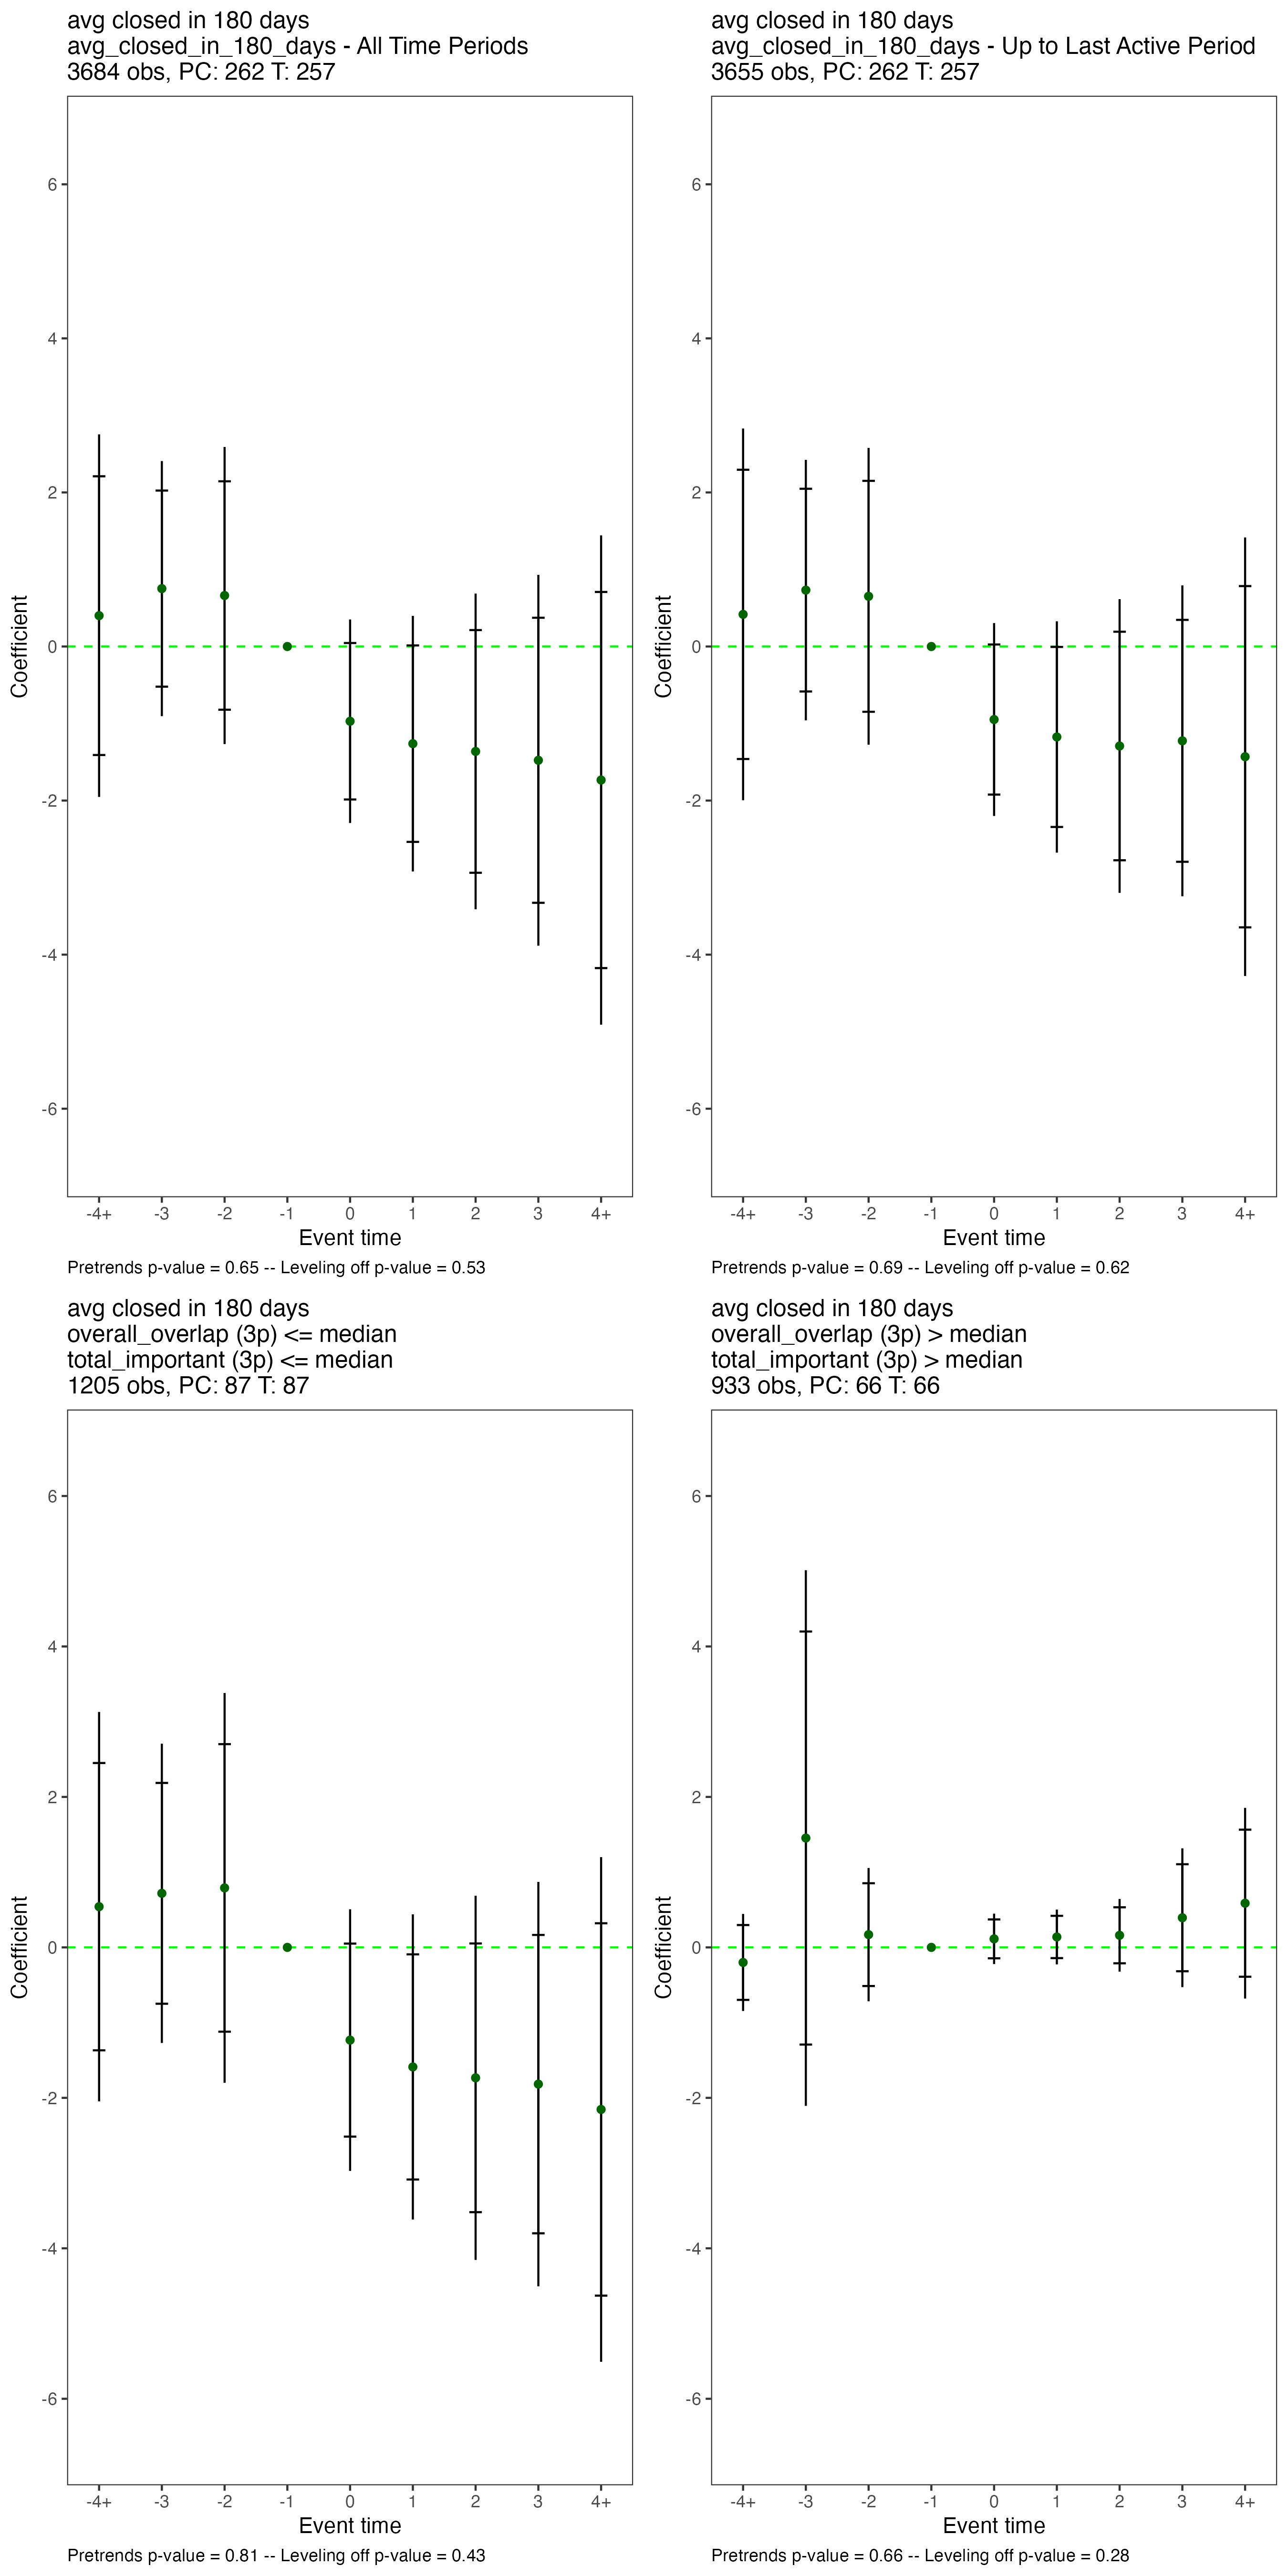 avg closed in 180 days
avg_closed_in_180_days - All Time Periods
3684 obs, PC: 262 T: 257
6
4
2
0
-2
-4
-6
Coefficient
-4+ -3 -2 -1 0 1 2 3 4+
Event time
Pretrends p-value = 0.65 -- Leveling off p-value = 0.53
avg closed in 180 days
avg_closed_in_180_days - Up to Last Active Period
3655 obs, PC: 262 T: 257
6
4
2
0
-2
-4
-6
Coefficient
-4+ -3 -2 -1 0 1 2 3 4+
Event time
Pretrends p-value = 0.69 -- Leveling off p-value = 0.62
avg closed in 180 days
overall_overlap (3p) <= median
total_important (3p) <= median
1205 obs, PC: 87 T: 87
6
4
2
0
-2
-4
-6
Coefficient
-4+ -3 -2 -1 0 1 2 3 4+
Event time
Pretrends p-value = 0.81 -- Leveling off p-value = 0.43
avg closed in 180 days
overall_overlap (3p) > median
total_important (3p) > median
933 obs, PC: 66 T: 66
6
4
2
0
-2
-4
-6
Coefficient
-4+ -3 -2 -1 0 1 2 3 4+
Event time
Pretrends p-value = 0.66 -- Leveling off p-value = 0.28